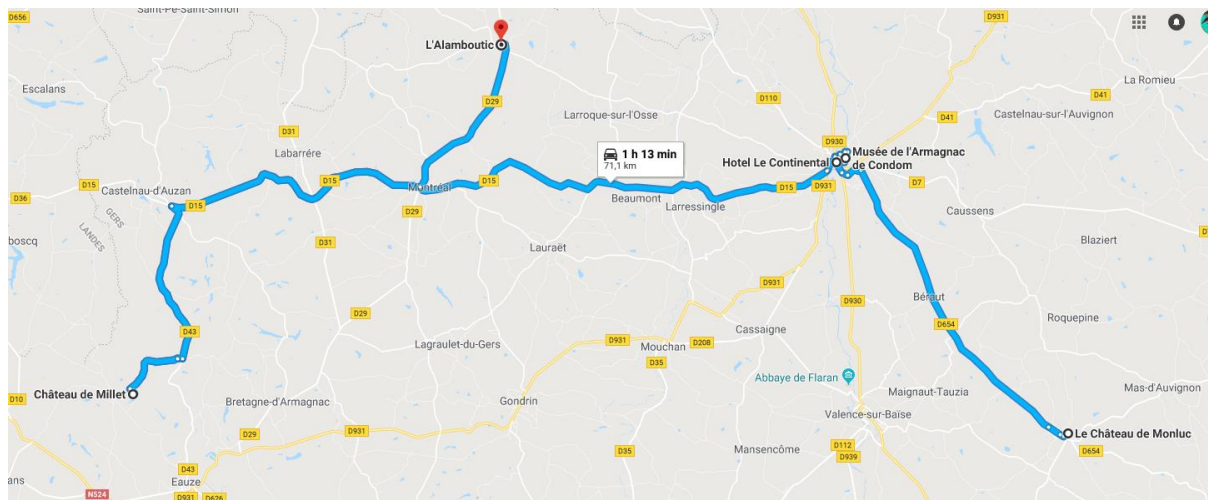 D656
Saint-Pé-Saint-Simon
D931
L'Alamboutic
Escalans
D29
D110
D41
La Romieu
Castelnau-sur-l'Auvignon
D41
Larroque-sur-l'Osse
D31
Labarrère
D930
1 h 13 min
71,1 km
Musée de l'Armagnac
de Condom
Hotel Le Continental
D15
Castelnau-d'Auzan
D36
D15
Montréal
D15
D15
D931
D7
Beaumont
Larressingle
D29
Caussens
GERS
LANDES
boscq
D31
Lauraët
Blaziert
D931
D930
Béraut
D29
D654
Roquepine
D43
Cassaigne
D931
D208
Lagraulet-du-Gers
Mouchan
D35
Abbaye de Flaran
Maignaut-Tauzia
Mas-d'Auvignon
Château de Millet
D10
Bretagne-d'Armagnac
Gondrin
Valence-sur-Baïse
D29
D931
Le Château de Monluc
D112
D35
Mansencôme
D654
D939
D43
Eauze
ans
N524
D931
D626